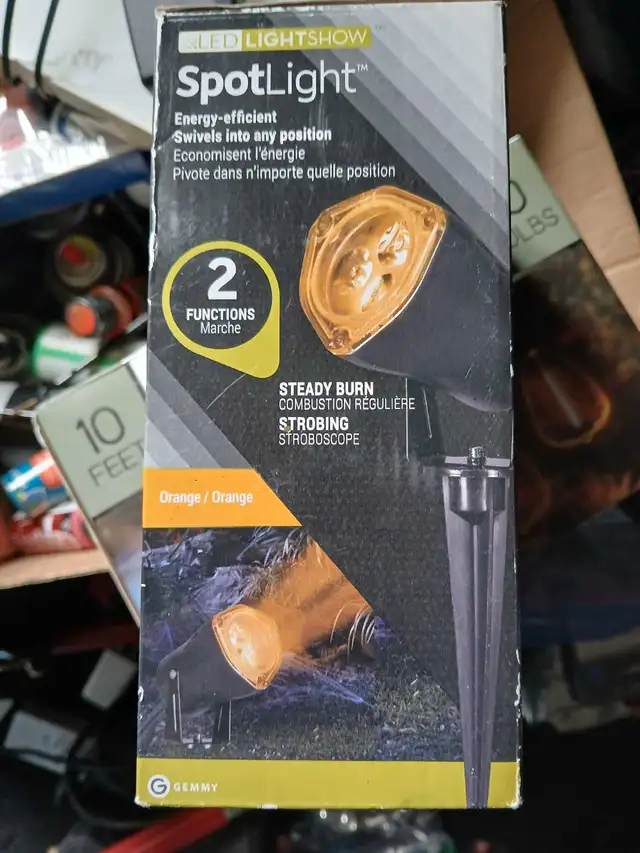 LED LIGHTSHOW
SpotLight™
Energy-efficient
Swivels into any position
Economisent l'énergie
Pivote dans n'importe quelle position
2
FUNCTIONS
Marche
STEADY BURN
COMBUSTION RÉGULIÈRE
STROBING
STROBOSCOPE
Orange / Orange
G GEMMY
10
FEET